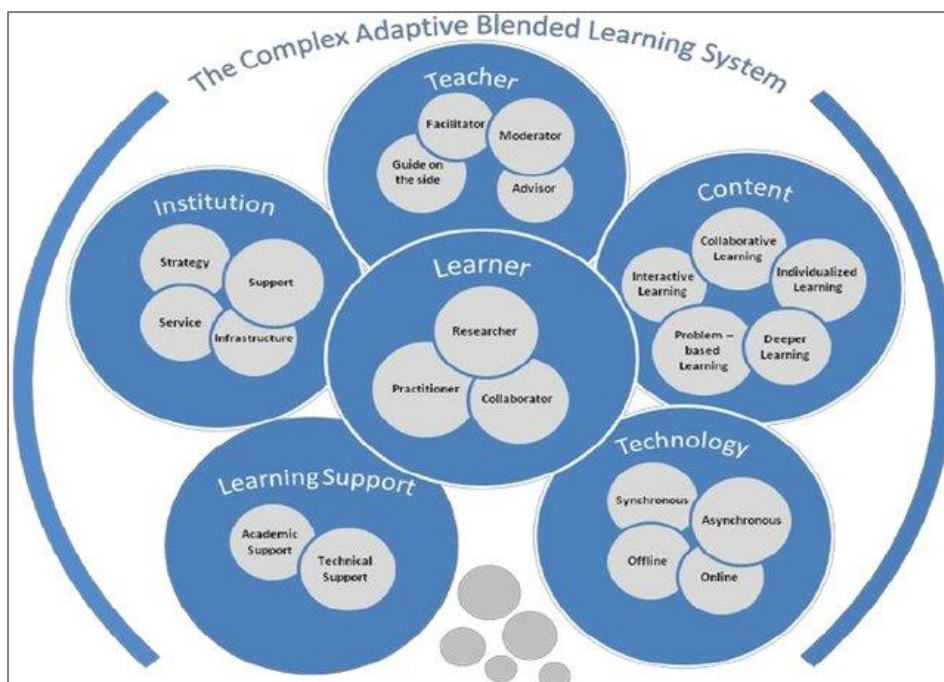 The Complex Adaptive Blended Learning System
Teacher
Facilitator
Moderator
Guide on
the side
Advisor
Institution
Strategy
Support
Service
Infrastructure
Content
Collaborative
Learning
Interactive
Learning
Individualized
Learning
Problem –
based
Learning
Deeper
Learning
Learner
Researcher
Practitioner
Collaborator
Learning Support
Academic
Support
Technical
Support
Technology
Synchronous
Asynchronous
Offline
Online